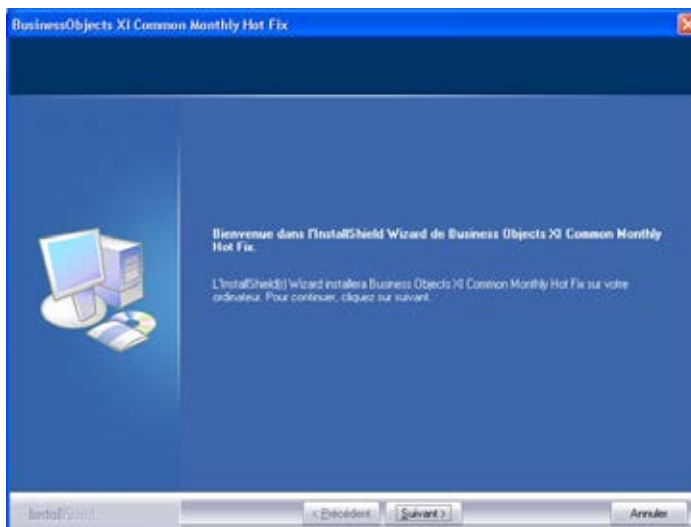 BusinessObjects XI Common Monthly Hot Fix
Bienvenue dans l'InstallShield Wizard de Business Objects XI Common Monthly
Hot Fix.
L'InstallShield(r) Wizard installera Business Objects XI Common Monthly Hot Fix sur votre
ordinateur. Pour continuer, cliquez sur suivant.
InstallShield
< Précédent
Suivant >
Annuler